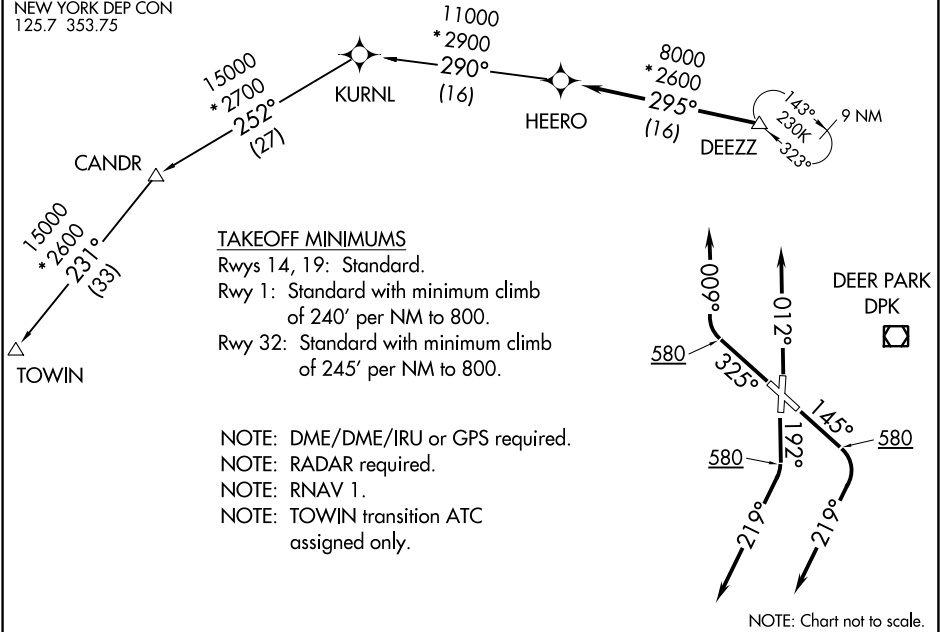 NEW YORK DEP CON
125.7 353.75
11000
*2900
290°
(16)
8000
*2600
295°
(16)
15000
*2700
252°
(27)
KURNL
HEERO
DEEZZ
143°
230K
323°
9 NM
CANDR
15000
*2600
231°
(33)
TOWIN
TAKEOFF MINIMUMS
Rwys 14, 19: Standard.
Rwy 1: Standard with minimum climb
of 240' per NM to 800.
Rwy 32: Standard with minimum climb
of 245' per NM to 800.
NOTE: DME/DME/IRU or GPS required.
NOTE: RADAR required.
NOTE: RNAV 1.
NOTE: TOWIN transition ATC
assigned only.
009°
012°
DEER PARK
DPK
580
325°
145°
192°
580
580
219°
219°
NOTE: Chart not to scale.